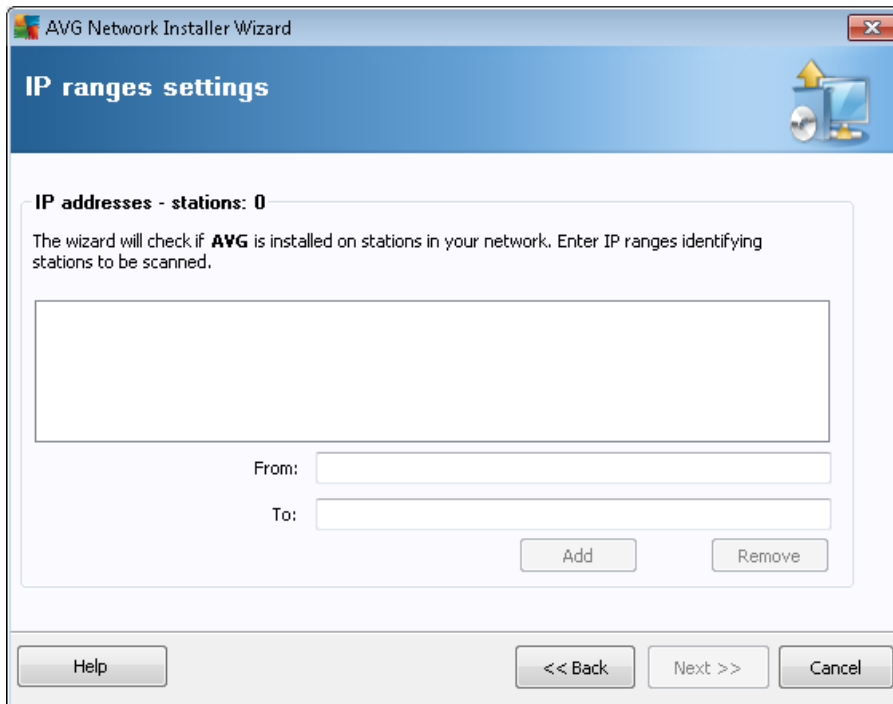 AVG Network Installer Wizard
IP ranges settings
IP addresses - stations: 0
The wizard will check if AVG is installed on stations in your network. Enter IP ranges identifying
stations to be scanned.
From:
To:
Add Remove
Help << Back Next >> Cancel